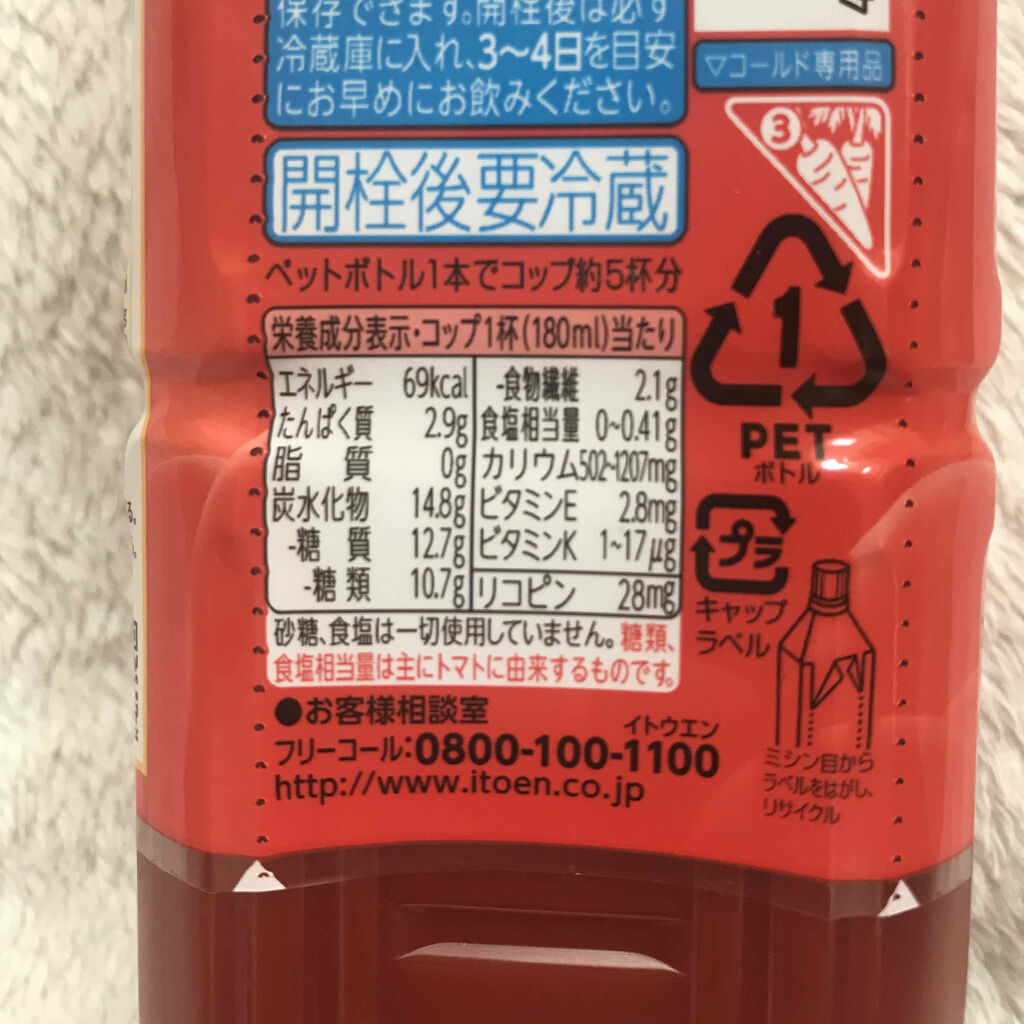 保存できます。開栓後は必ず
冷蔵庫に入れ、3〜4日を目安
にお早めにお飲みください。
▽コールド専用品
3
開栓後要冷蔵
ペットボトル1本でコップ約5杯分
栄養成分表示・コップ1杯(180ml)当たり
エネルギー 69kcal
たんぱく質 2.9g
脂質 0g
炭水化物 14.8g
-糖質 12.7g
-糖類 10.7g
-食物繊維 2.1g
食塩相当量 0~0.41g
カリウム502~1207mg
ビタミンE 2.8mg
ビタミンK 1~17μg
リコピン 28mg
砂糖、食塩は一切使用していません。糖類、
食塩相当量は主にトマトに由来するものです。
1
PET
ボトル
プラ
キャップ
ラベル
ミシン目から
ラベルをはがし、
リサイクル
●お客様相談室
イトウエン
フリーコール:0800-100-1100
http://www.itoen.co.jp